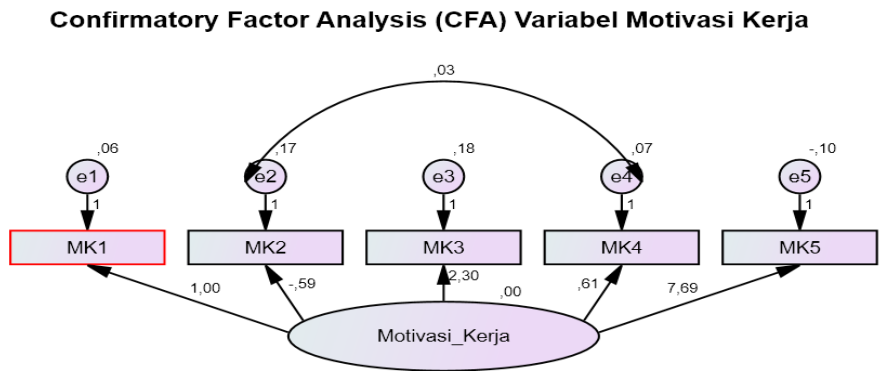 Confirmatory Factor Analysis (CFA) Variabel Motivasi Kerja
,03
,06 ,17 ,18 ,07 -,10
e1 e2 e3 e4 e5
1 1 1 1 1
MK1 MK2 MK3 MK4 MK5
1,00 -,59 2,30 ,00 ,61 7,69
Motivasi_Kerja